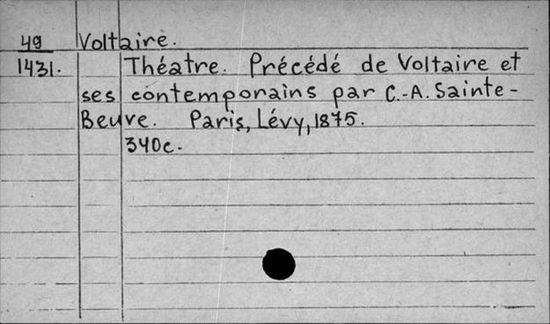 49 Voltaire.
1431. Théatre. Précédé de Voltaire et
ses contemporains par C.-A. Sainte-
Beuve. Paris, Lévy, 1875.
340c.